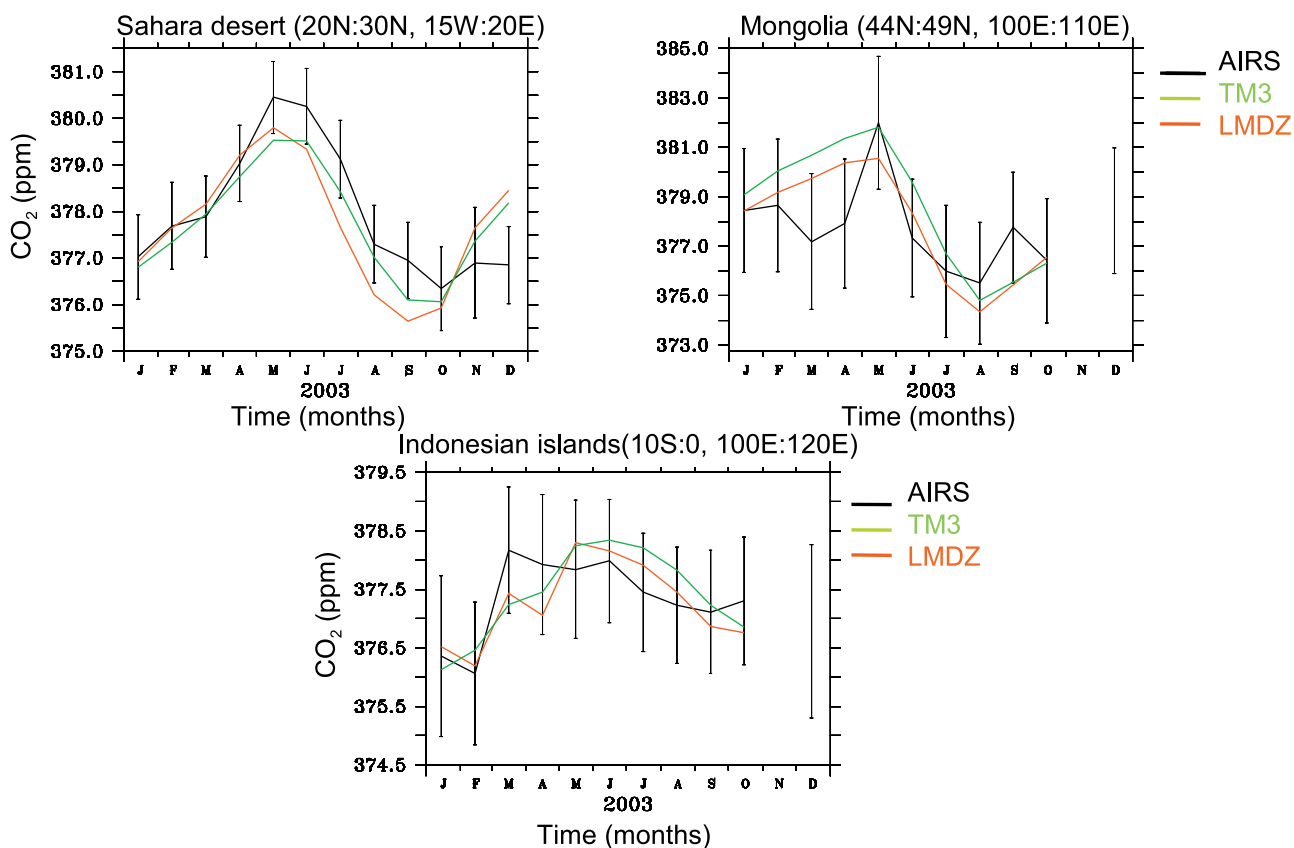 Sahara desert (20N:30N, 15W:20E)
381.0
380.0
379.0
378.0
377.0
376.0
375.0
CO2 (ppm)
J F M A M J J A S O N D
2003
Time (months)
Mongolia (44N:49N, 100E:110E)
385.0
383.0
381.0
379.0
377.0
375.0
373.0
J F M A M J J A S O N D
2003
Time (months)
AIRS
TM3
LMDZ
Indonesian islands(10S:0, 100E:120E)
379.5
378.5
377.5
376.5
375.5
374.5
CO2 (ppm)
J F M A M J J A S O N D
2003
Time (months)
AIRS
TM3
LMDZ